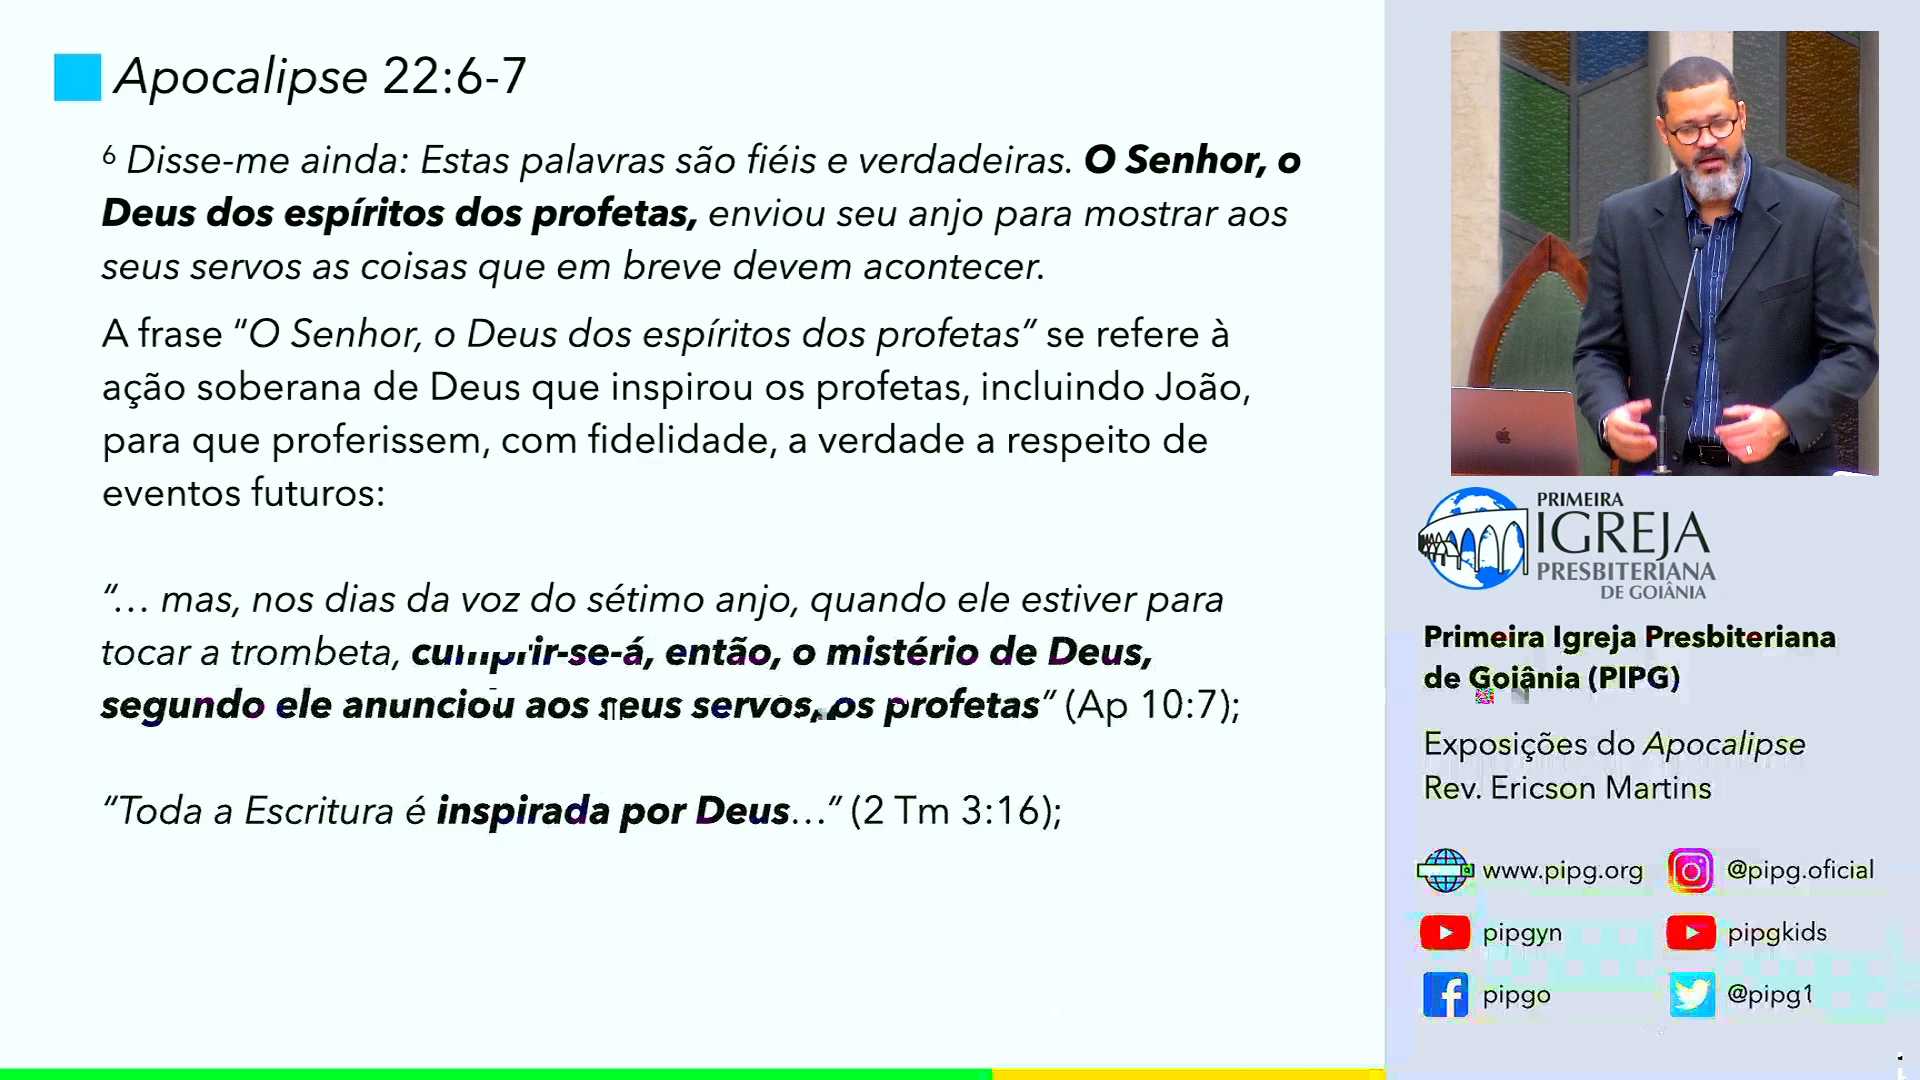 Apocalipse 22:6-7
6 Disse-me ainda: Estas palavras são fiéis e verdadeiras. O Senhor, o
Deus dos espíritos dos profetas, enviou seu anjo para mostrar aos
seus servos as coisas que em breve devem acontecer.
A frase “O Senhor, o Deus dos espíritos dos profetas” se refere à
ação soberana de Deus que inspirou os profetas, incluindo João,
para que proferissem, com fidelidade, a verdade a respeito de
eventos futuros:
“… mas, nos dias da voz do sétimo anjo, quando ele estiver para
tocar a trombeta, cumprir-se-á, então, o mistério de Deus,
segundo ele anunciou aos seus servos, os profetas” (Ap 10:7);
“Toda a Escritura é inspirada por Deus…” (2 Tm 3:16);
PRIMEIRA
IGREJA
PRESBITERIANA
DE GOIÂNIA
Primeira Igreja Presbiteriana
de Goiânia (PIPG)
Exposições do Apocalipse
Rev. Ericson Martins
www.pipg.org @pipg.oficial
pipgyn pipgkids
pipgo @pipg1